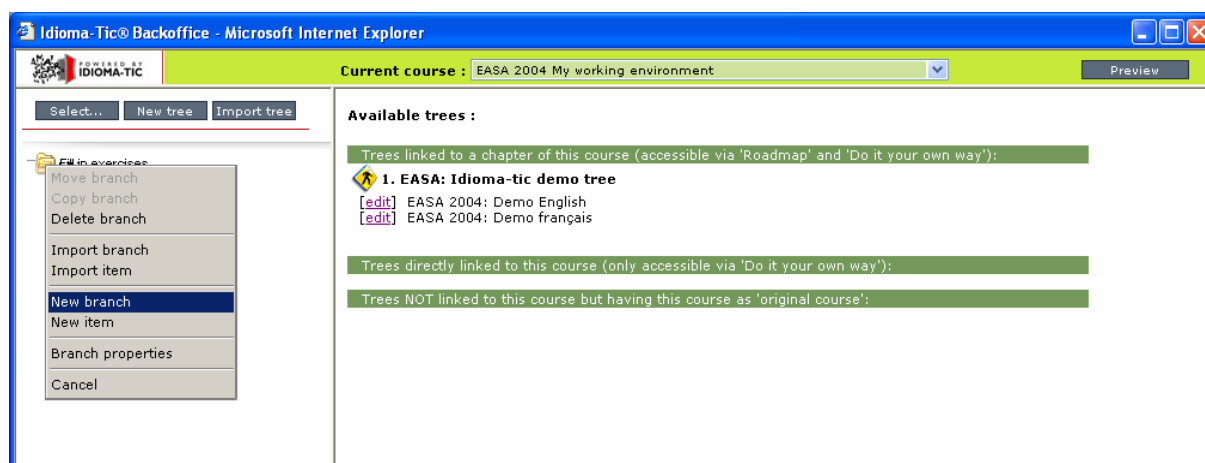 Idioma-Tic® Backoffice - Microsoft Internet Explorer
POWERED BY
IDIOMA-TIC
Current course : EASA 2004 My working environment
Preview
Select... New tree Import tree
Available trees :
Fill in exercises
Trees linked to a chapter of this course (accessible via 'Roadmap' and 'Do it your own way'):
Move branch
1. EASA: Idioma-tic demo tree
Copy branch
[edit] EASA 2004: Demo English
Delete branch
[edit] EASA 2004: Demo français
Import branch
Trees directly linked to this course (only accessible via 'Do it your own way'):
Import item
New branch
Trees NOT linked to this course but having this course as 'original course':
New item
Branch properties
Cancel